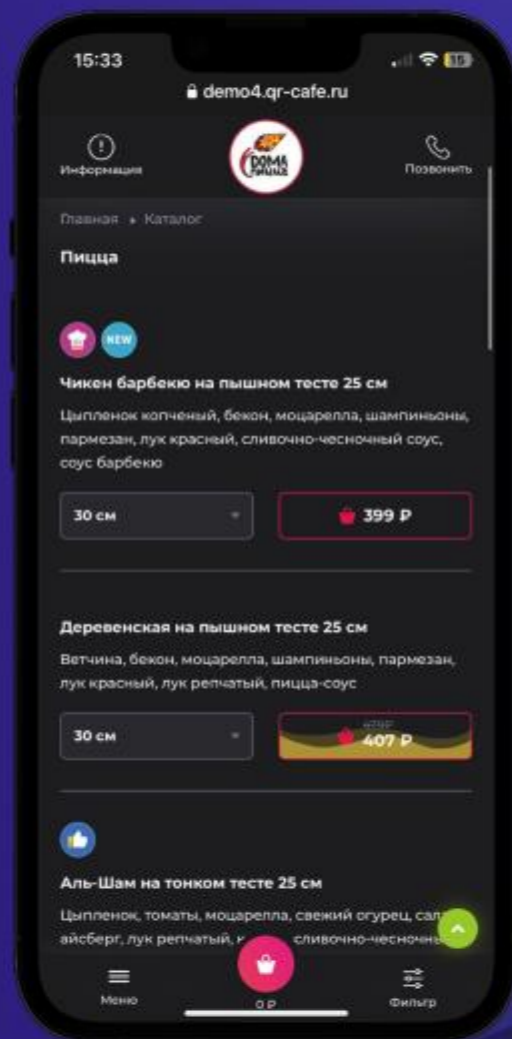 15:33
demo4.qr-cafe.ru
Информация
ДОМА
ПИЦЦА
Позвонить
Главная • Каталог
Пицца
NEW
Чикен барбекю на пышном тесте 25 см
Цыпленок копченый, бекон, моцарелла, шампиньоны,
пармезан, лук красный, сливочно-чесночный соус,
соус барбекю
30 см
399 ₽
Деревенская на пышном тесте 25 см
Ветчина, бекон, моцарелла, шампиньоны, пармезан,
лук красный, лук репчатый, пицца-соус
30 см
407 ₽
Аль-Шам на тонком тесте 25 см
Цыпленок, томаты, моцарелла, свежий огурец,
айсберг, лук репчатый,
Меню
0 ₽
Фильтр